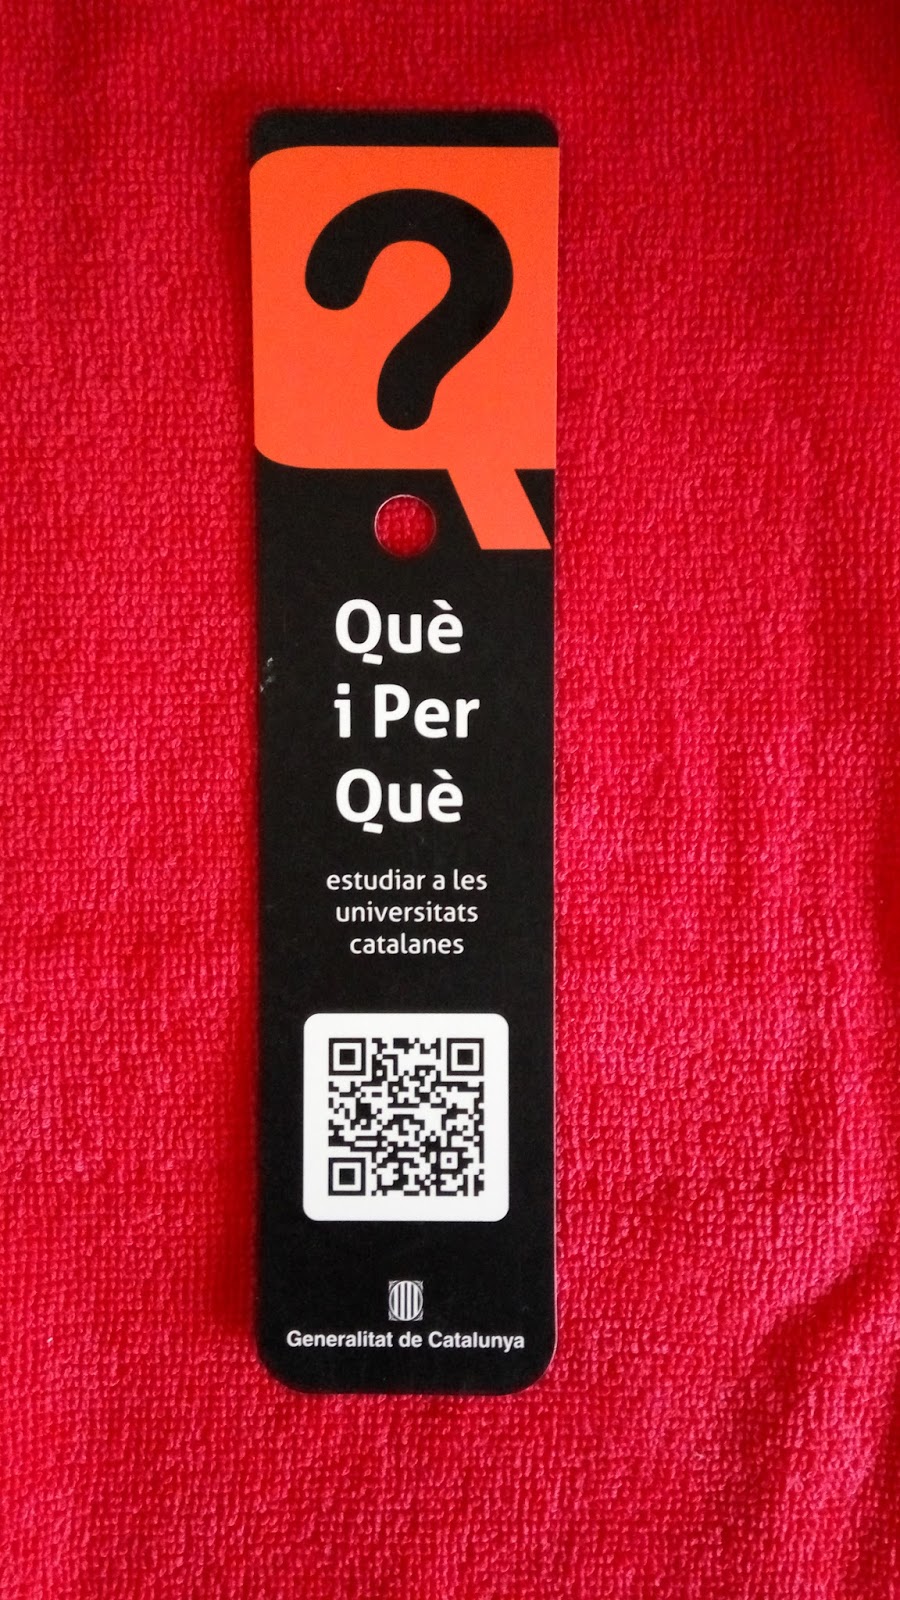 ?
Què
i Per
Què
estudiar a les
universitats
catalanes
Generalitat de Catalunya